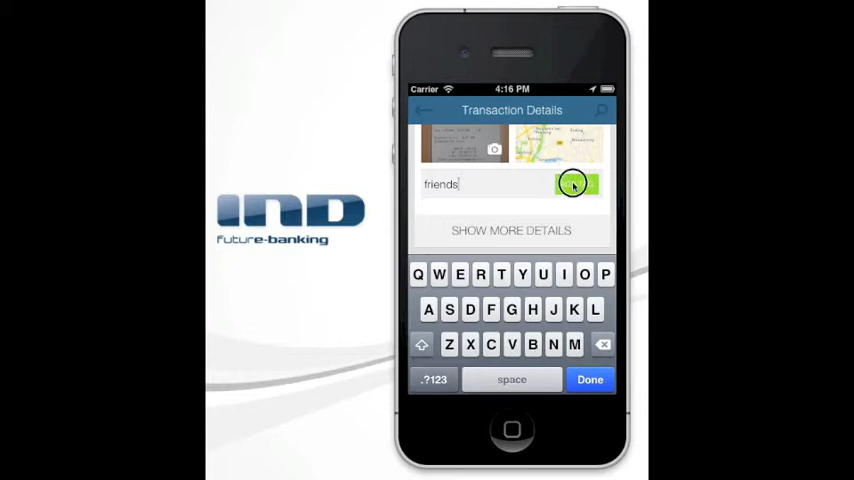 Carrier 4:16 PM
Transaction Details
friends
SHOW MORE DETAILS
Q W E R T Y U I O P
A S D F G H J K L
Z X C V B N M
.?123 space Done
IND
future-banking